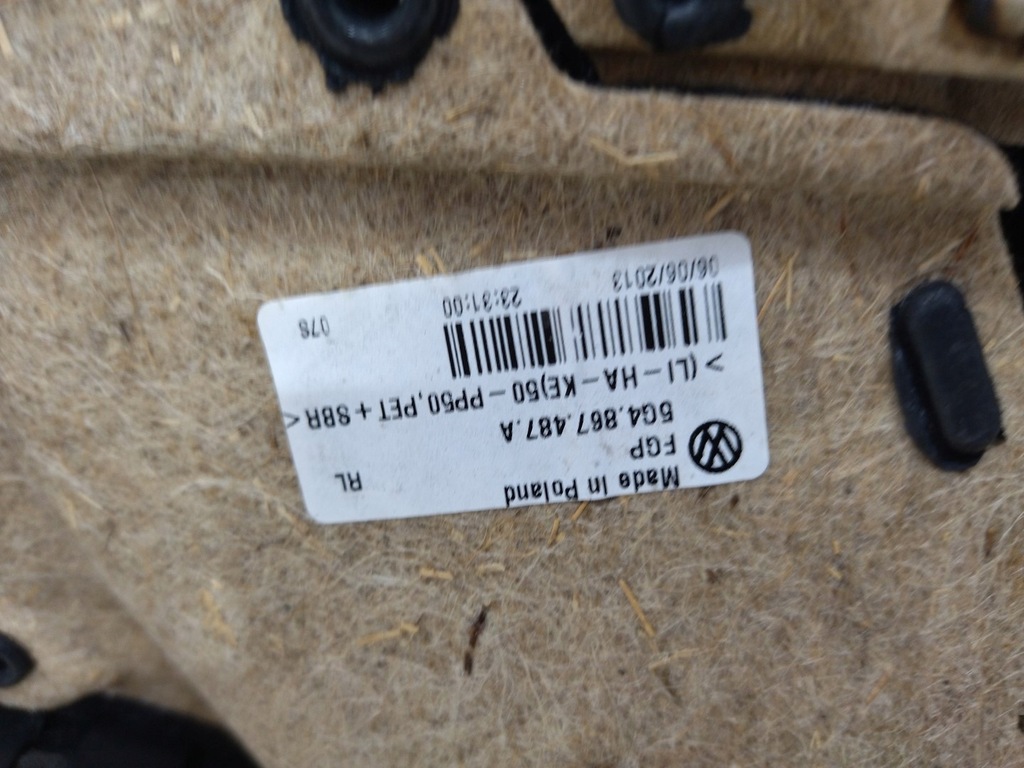 Made In Poland RL
FGP
5G4.867.487.A
> (LI-HA-KE)50-PP50,PET+SBR <
06/06/2013 23:31:00 078